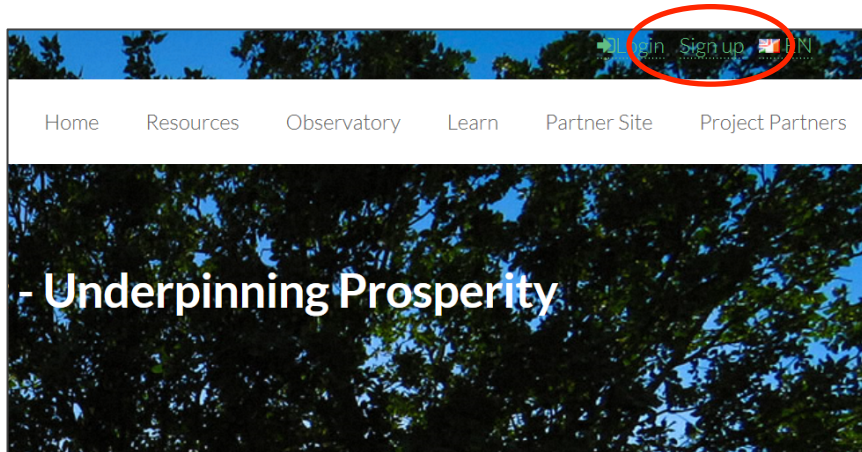 Login Sign up EN
Home Resources Observatory Learn Partner Site Project Partners
- Underpinning Prosperity